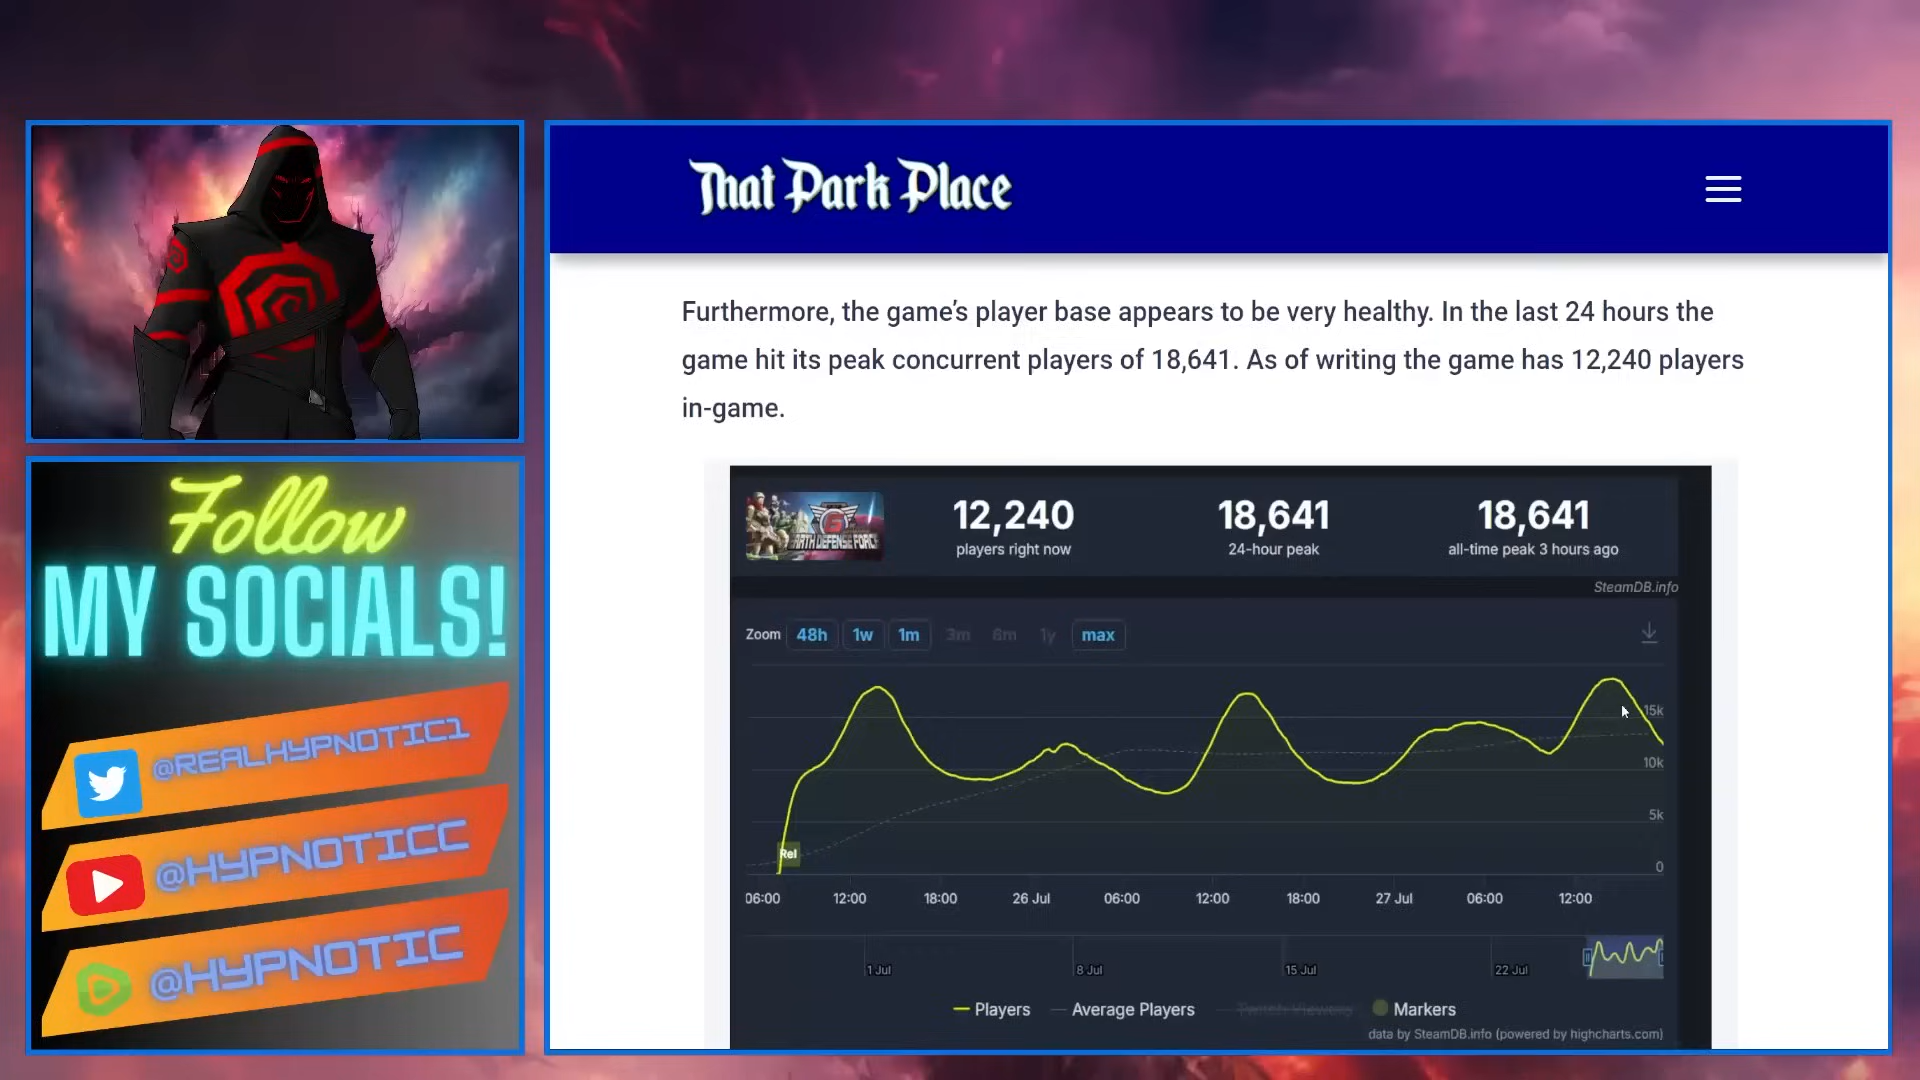 That Park Place
Furthermore, the game’s player base appears to be very healthy. In the last 24 hours the
game hit its peak concurrent players of 18,641. As of writing the game has 12,240 players
in-game.
6
EARTH DEFENSE FORCE
12,240
players right now
18,641
24-hour peak
18,641
all-time peak 3 hours ago
SteamDB.info
Zoom 48h 1w 1m 3m 6m 1y max
15k
10k
5k
0
Rel
06:00 12:00 18:00 26 Jul 06:00 12:00 18:00 27 Jul 06:00 12:00
1 Jul 8 Jul 15 Jul 22 Jul
Players Average Players Twitch Viewers Markers
data by SteamDB.info (powered by highcharts.com)
Follow
MY SOCIALS!
@REALHYPNOTIC1
@HYPNOTICC
@HYPNOTIC